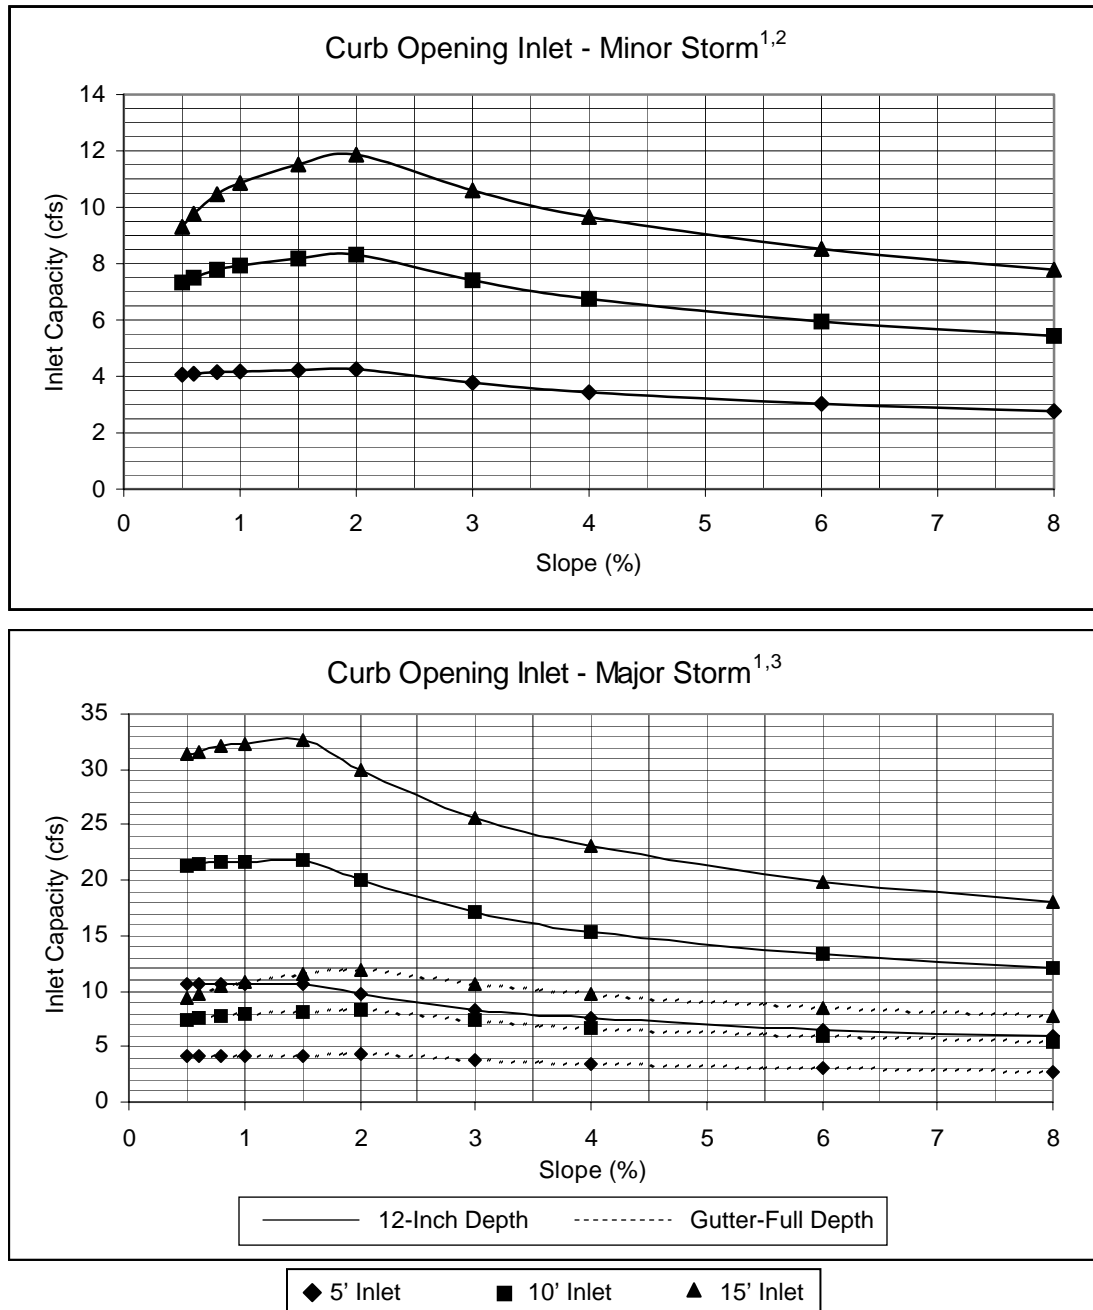 Curb Opening Inlet - Minor Storm1,2
14
12
10
8
6
4
2
0
Inlet Capacity (cfs)
0 1 2 3 4 5 6 7 8
Slope (%)
Curb Opening Inlet - Major Storm1,3
35
30
25
20
15
10
5
0
Inlet Capacity (cfs)
0 1 2 3 4 5 6 7 8
Slope (%)
12-Inch Depth Gutter-Full Depth
5' Inlet 10' Inlet 15' Inlet